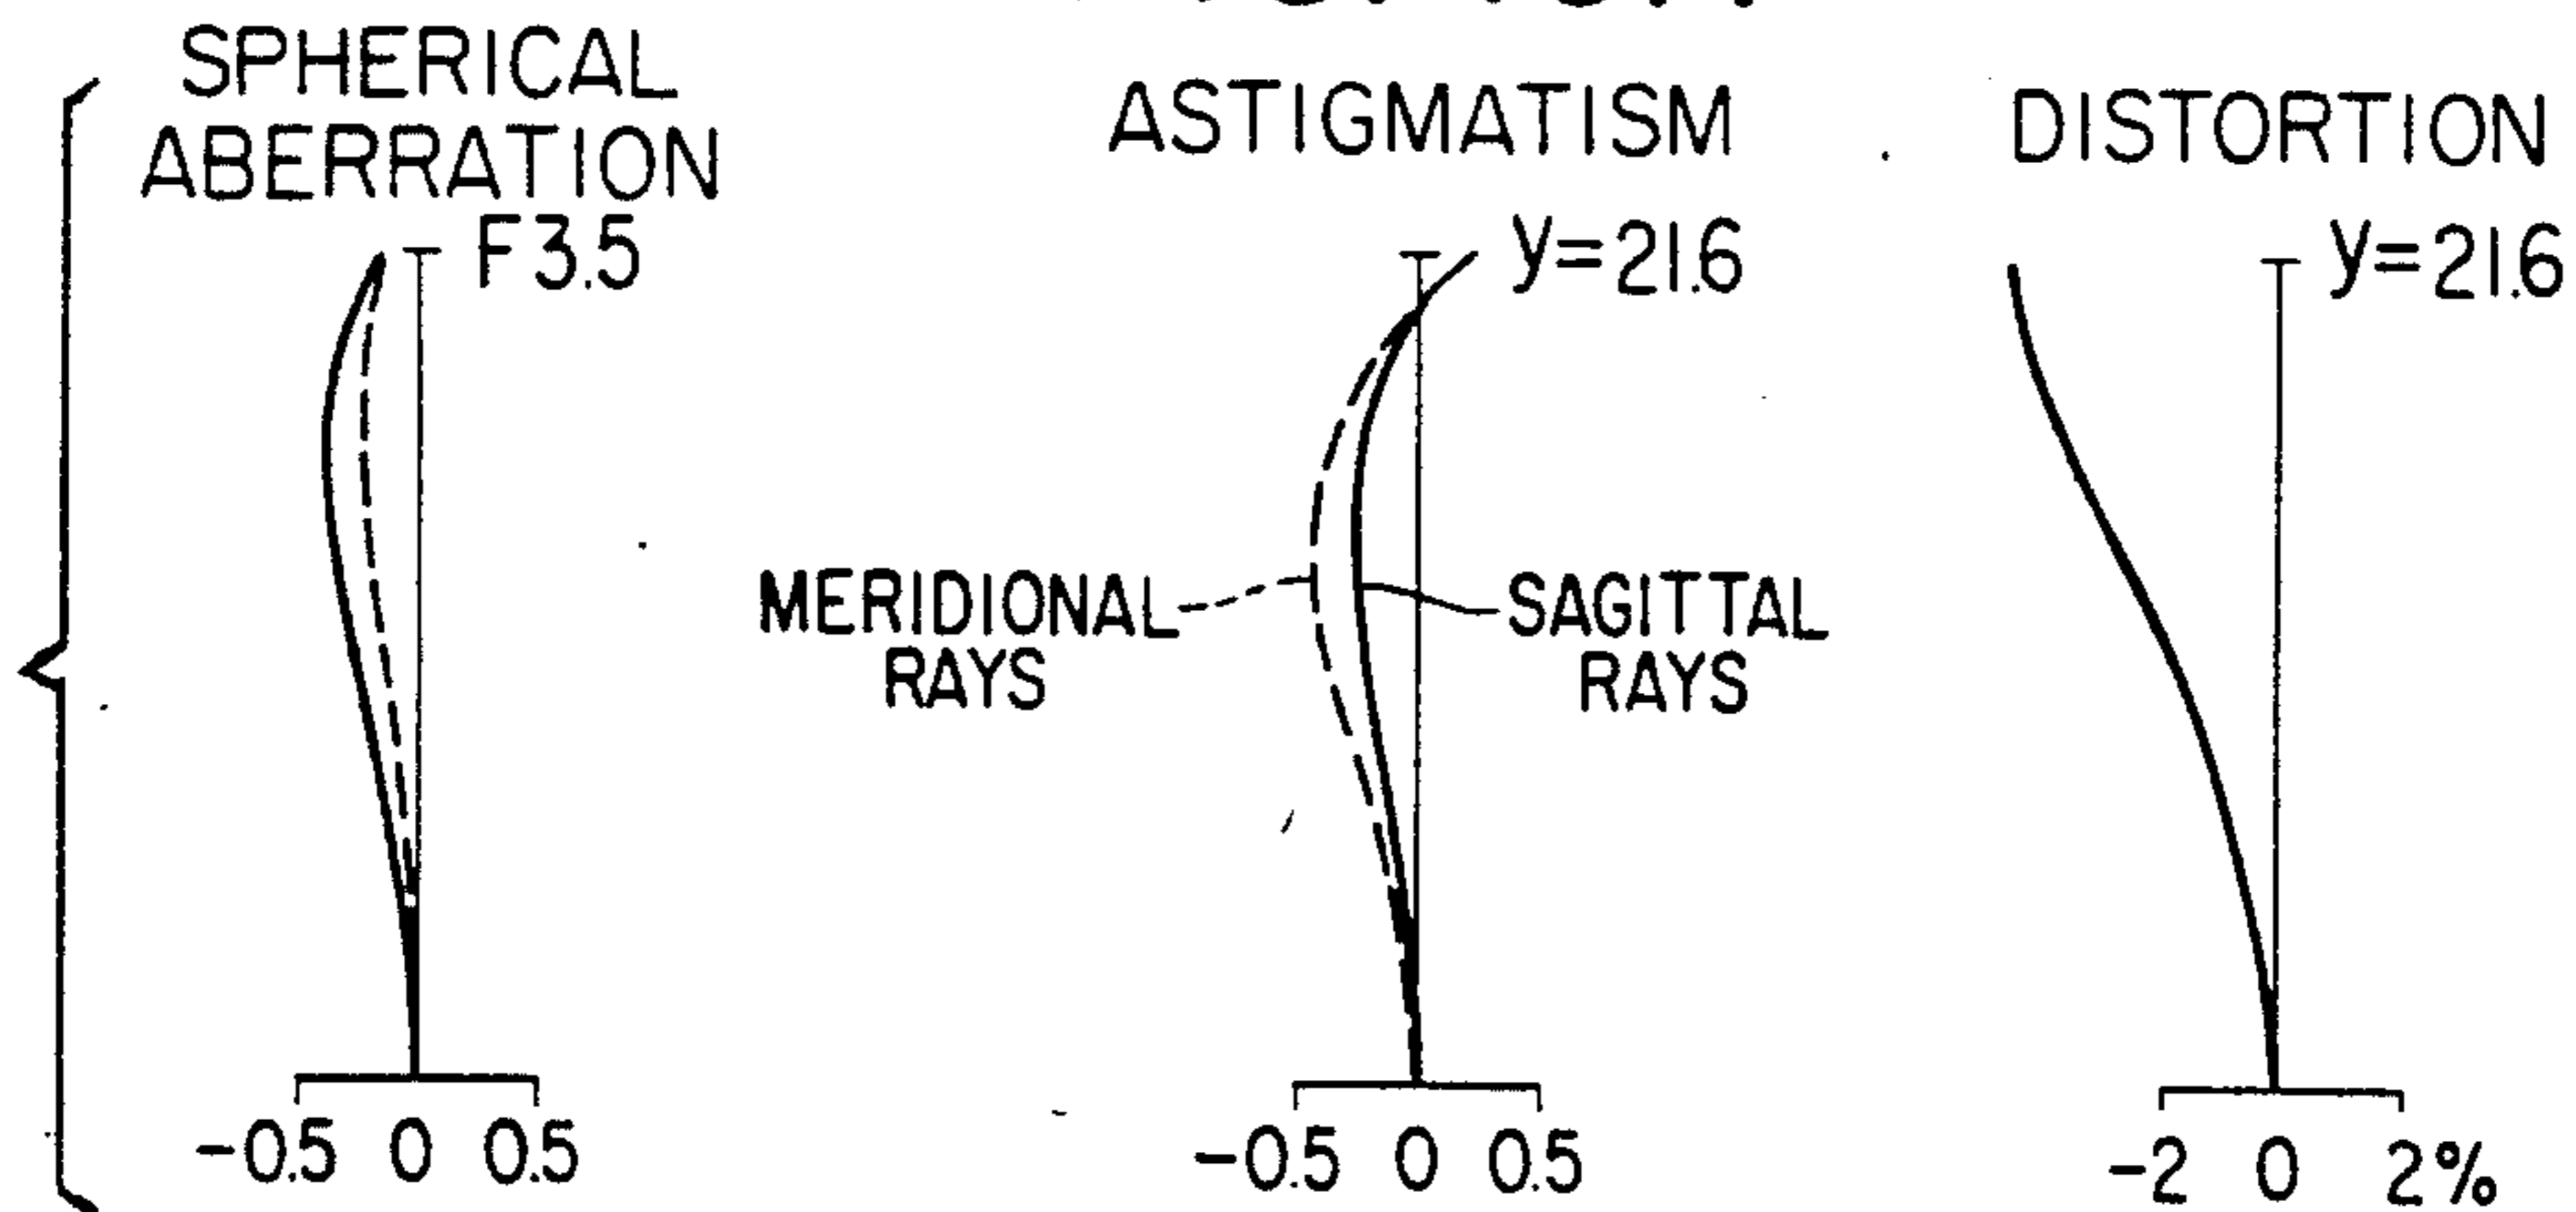 SPHERICAL
ABERRATION
F3.5
-0.5 0 0.5
ASTIGMATISM
y=21.6
MERIDIONAL
RAYS
SAGITTAL
RAYS
-0.5 0 0.5
DISTORTION
y=21.6
-2 0 2%